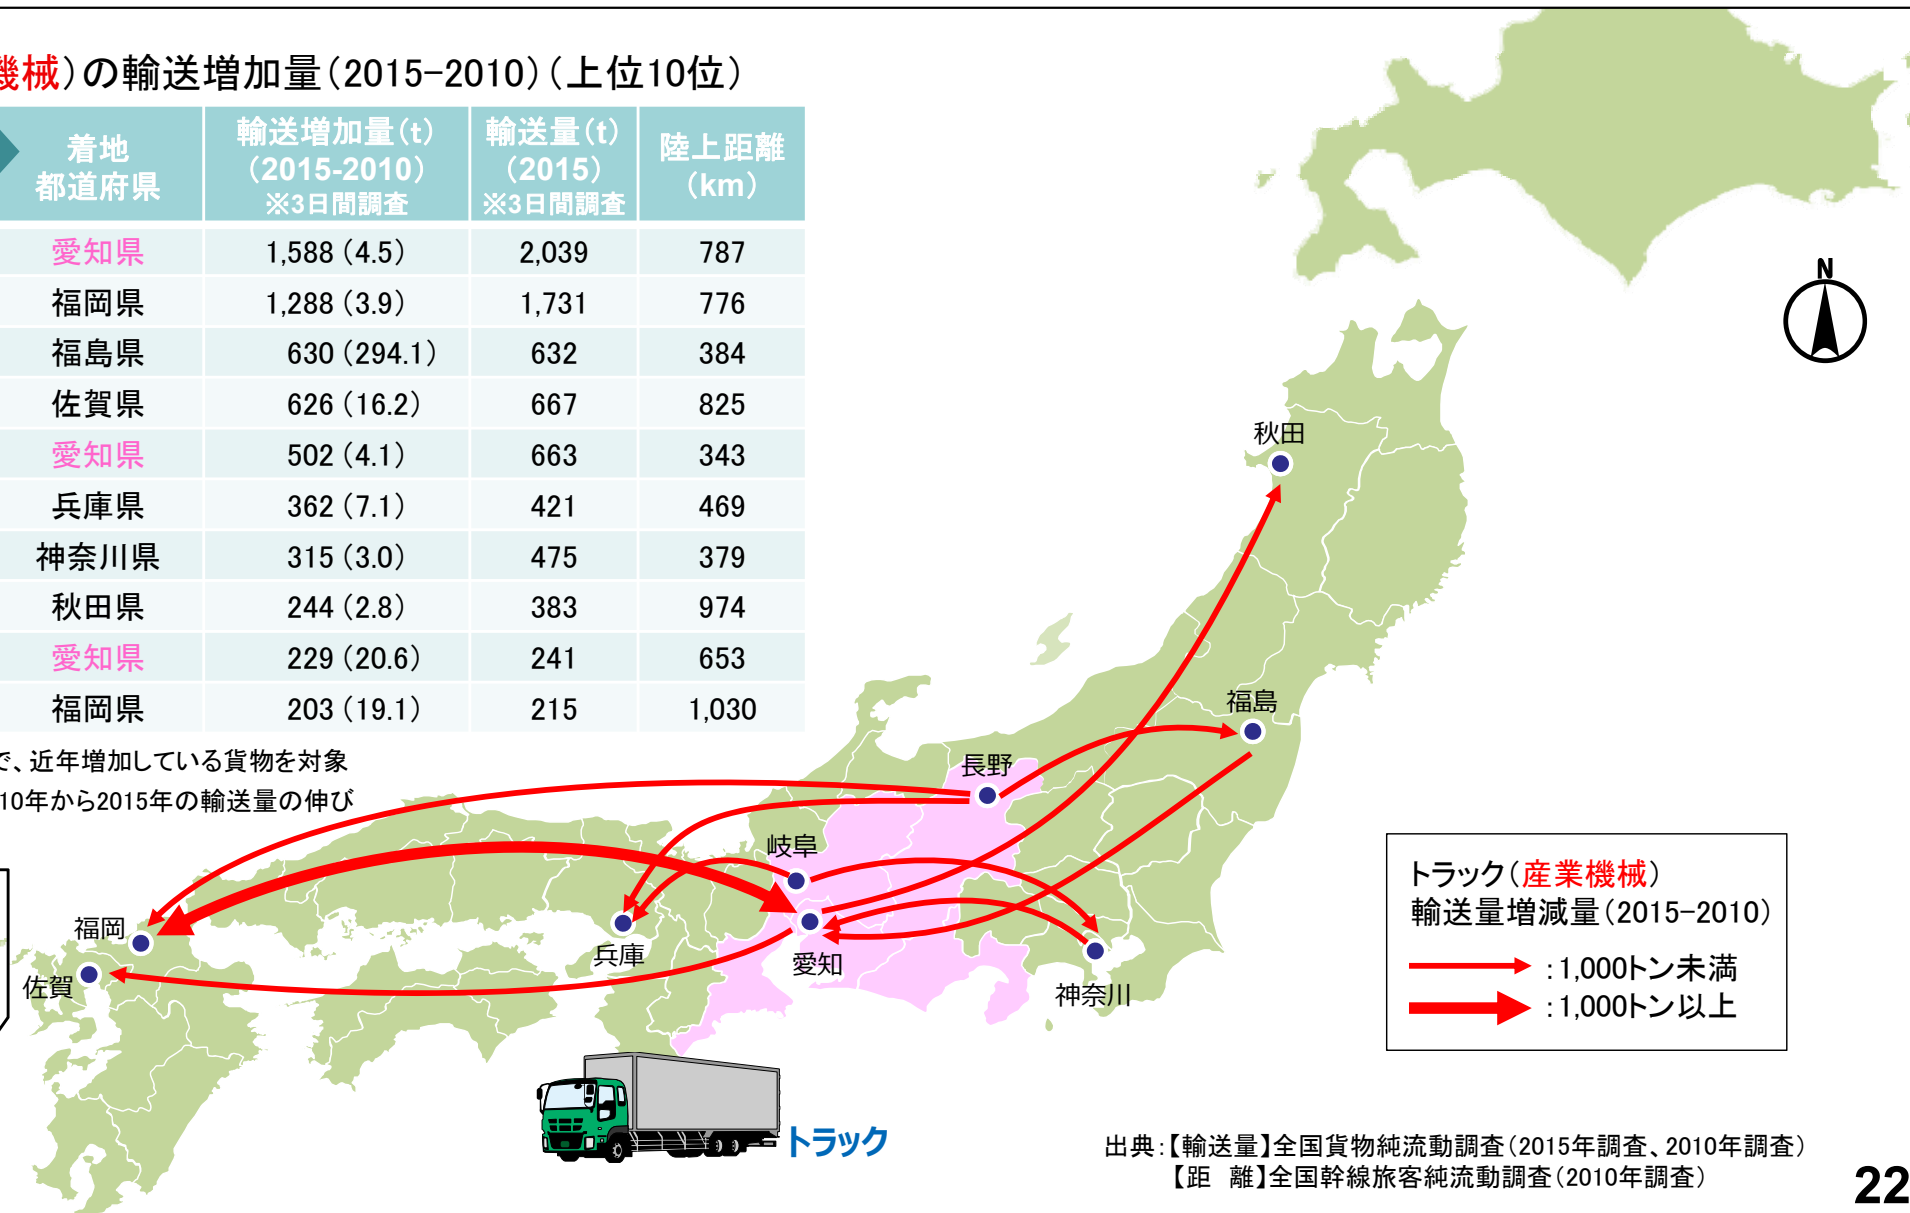 機械）の輸送増加量（2015-2010）（上位10位）
着地都道府県 輸送増加量（t）（2015-2010）※3日間調査 輸送量（t）（2015）※3日間調査 陸上距離（km）
愛知県 1,588（4.5） 2,039 787
福岡県 1,288（3.9） 1,731 776
福島県 630（294.1） 632 384
佐賀県 626（16.2） 667 825
愛知県 502（4.1） 663 343
兵庫県 362（7.1） 421 469
神奈川県 315（3.0） 475 379
秋田県 244（2.8） 383 974
愛知県 229（20.6） 241 653
福岡県 203（19.1） 215 1,030
で、近年増加している貨物を対象
10年から2015年の輸送量の伸び
N
秋田
福島
長野
岐阜
福岡
兵庫
愛知
佐賀
神奈川
トラック（産業機械）
輸送量増減量（2015-2010）
：1,000トン未満
：1,000トン以上
トラック
出典：【輸送量】全国貨物純流動調査（2015年調査、2010年調査）
【距　離】全国幹線旅客純流動調査（2010年調査）
22